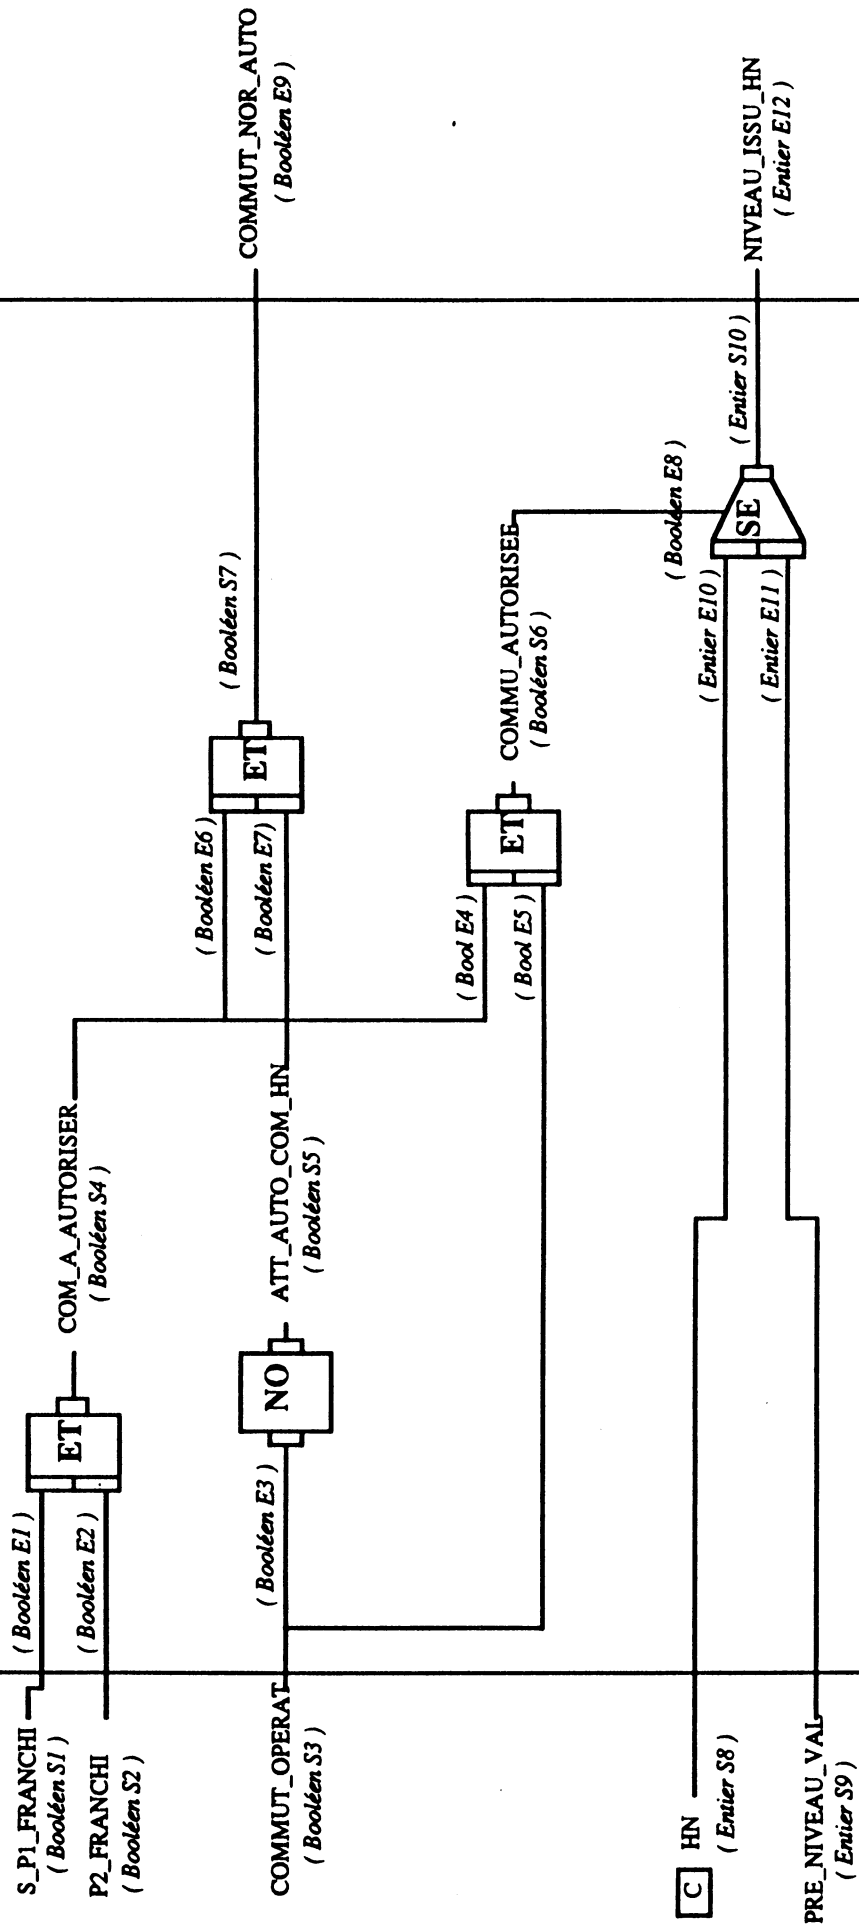 S_P1_FRANCHI
( Booléen S1 )
( Booléen E1 )
P2_FRANCHI
( Booléen S2 )
( Booléen E2 )
ET
COM_A_AUTORISER
( Booléen S4 )
COMMUT_OPERAT
( Booléen S3 )
( Booléen E3 )
NO
ATT_AUTO_COM_HN
( Booléen S5 )
( Booléen E6 )
( Booléen E7)
ET
( Booléen S7 )
COMMUT_NOR_AUTO
( Booléen E9 )
( Bool E4 )
( Bool E5 )
ET
COMMU_AUTORISEE
( Booléen S6 )
( Booléen E8 )
C
HN
( Entier S8 )
( Entier E10 )
PRE_NIVEAU_VAL
( Entier S9 )
( Entier E11 )
SE
( Entier S10 )
NIVEAU_ISSU_HN
( Entier E12 )